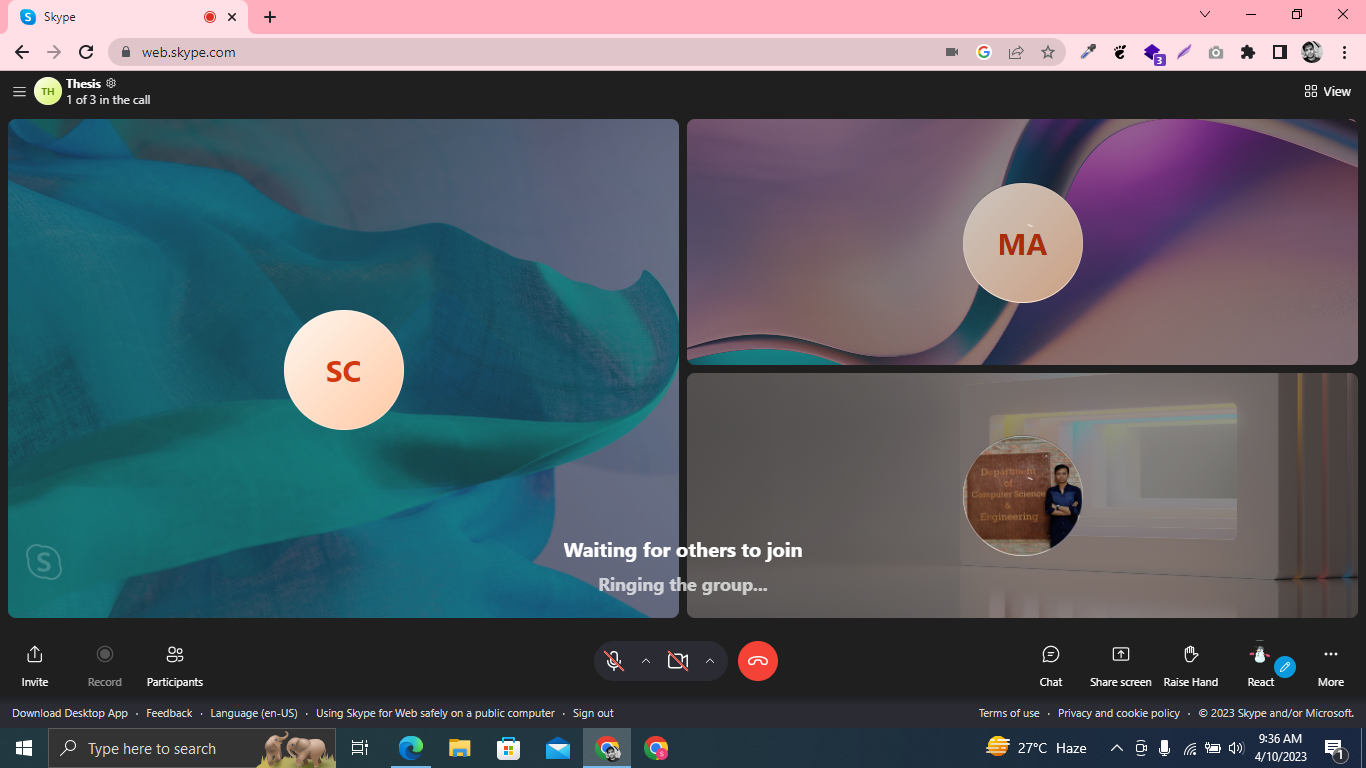 Skype
web.skype.com
3
TH
Thesis
1 of 3 in the call
View
SC
MA
Department
of
Computer Science
&
Engineering
Waiting for others to join
Ringing the group...
Invite
Record
Participants
Chat
Share screen
Raise Hand
React
More
Download Desktop App · Feedback · Language (en-US) · Using Skype for Web safely on a public computer · Sign out
Terms of use · Privacy and cookie policy · © 2023 Skype and/or Microsoft.
Type here to search
27°C Haze
9:36 AM
4/10/2023
1